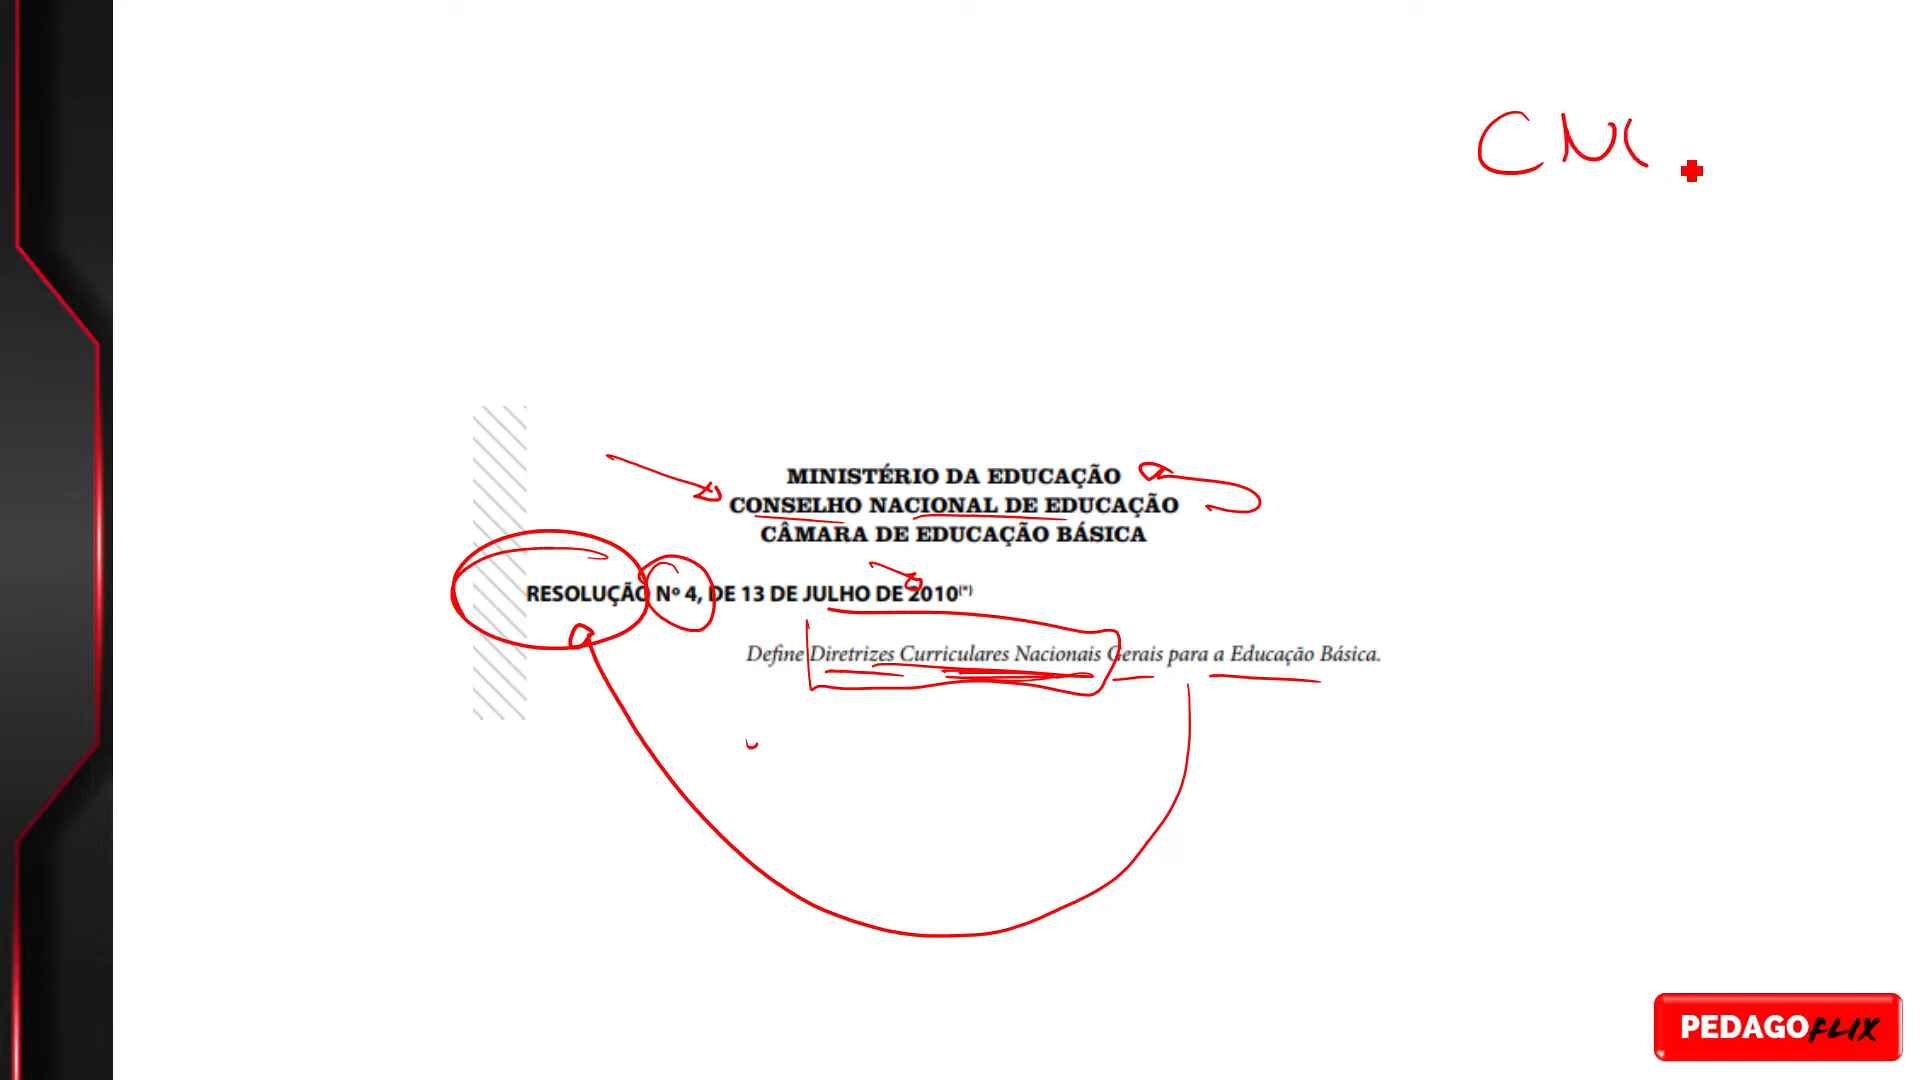 CN
MINISTÉRIO DA EDUCAÇÃO
CONSELHO NACIONAL DE EDUCAÇÃO
CÂMARA DE EDUCAÇÃO BÁSICA
RESOLUÇÃO Nº 4, DE 13 DE JULHO DE 2010(*)
Define Diretrizes Curriculares Nacionais Gerais para a Educação Básica.
PEDAGOFLIX